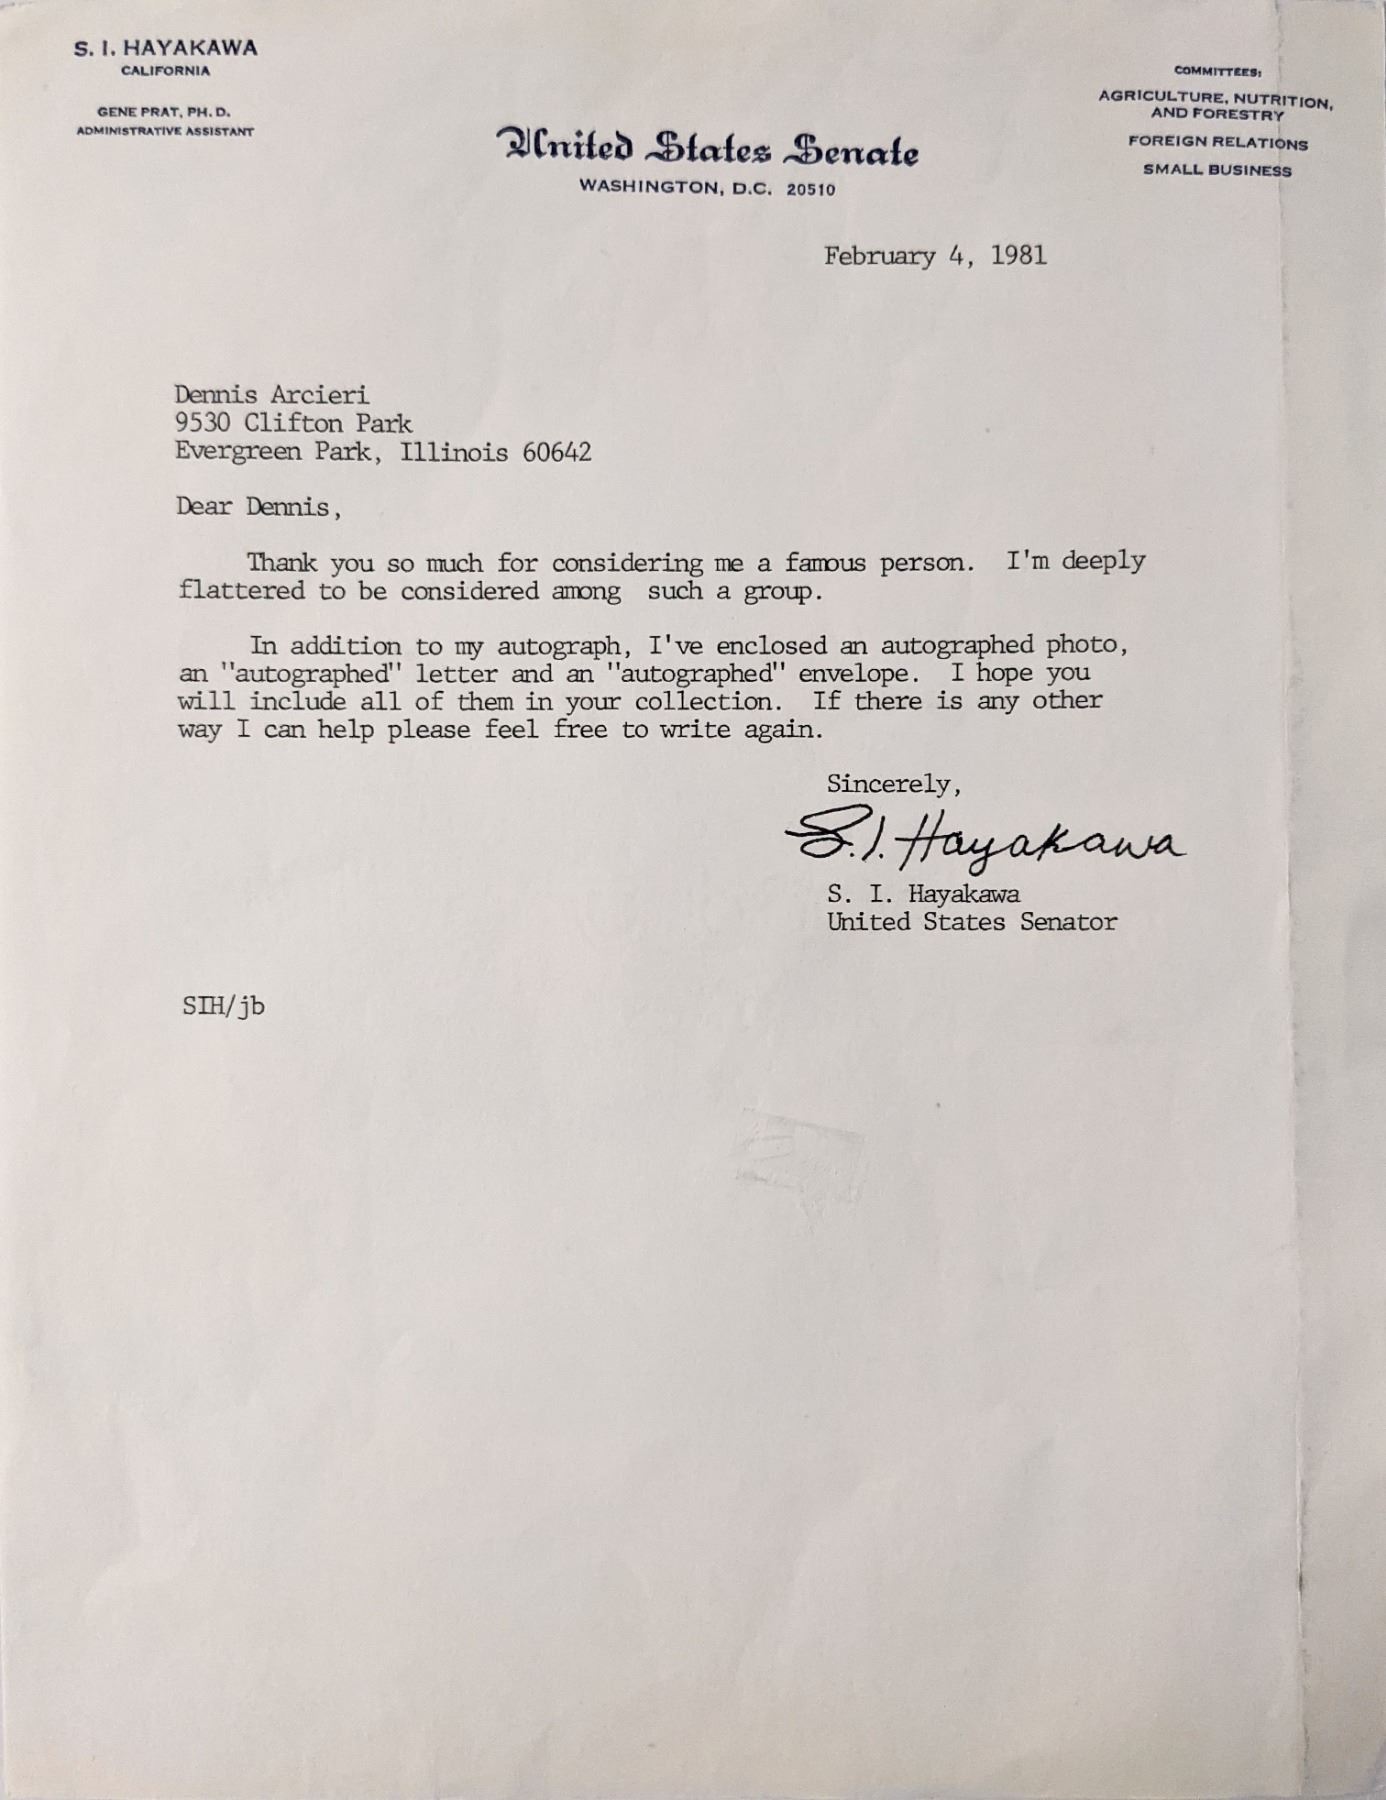 S. I. HAYAKAWA
CALIFORNIA
GENE PRAT, PH. D.
ADMINISTRATIVE ASSISTANT
COMMITTEES:
AGRICULTURE, NUTRITION,
AND FORESTRY
FOREIGN RELATIONS
SMALL BUSINESS
United States Senate
WASHINGTON, D.C. 20510
February 4, 1981
Dennis Arcieri
9530 Clifton Park
Evergreen Park, Illinois 60642
Dear Dennis,
Thank you so much for considering me a famous person. I'm deeply
flattered to be considered among such a group.
In addition to my autograph, I've enclosed an autographed photo,
an "autographed" letter and an "autographed" envelope. I hope you
will include all of them in your collection. If there is any other
way I can help please feel free to write again.
Sincerely,
S. I. Hayakawa
S. I. Hayakawa
United States Senator
SIH/jb